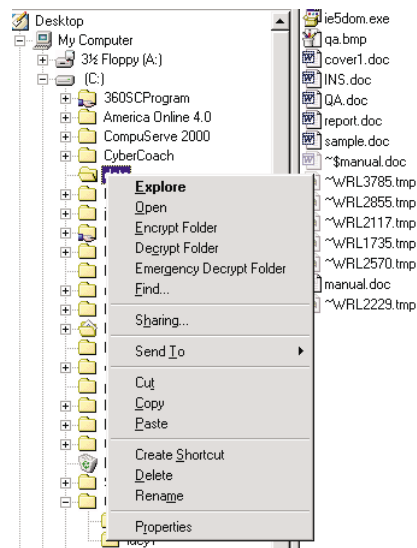 Desktop
My Computer
3½ Floppy (A:)
(C:)
360SCProgram
America Online 4.0
CompuServe 2000
CyberCoach
Explore
Open
Encrypt Folder
Decrypt Folder
Emergency Decrypt Folder
Find...
Sharing...
Send To
Cut
Copy
Paste
Create Shortcut
Delete
Rename
Properties
ie5dom.exe
qa.bmp
cover1.doc
INS.doc
QA.doc
report.doc
sample.doc
~$manual.doc
~WRL3785.tmp
~WRL2855.tmp
~WRL2117.tmp
~WRL1735.tmp
~WRL2570.tmp
manual.doc
~WRL2229.tmp